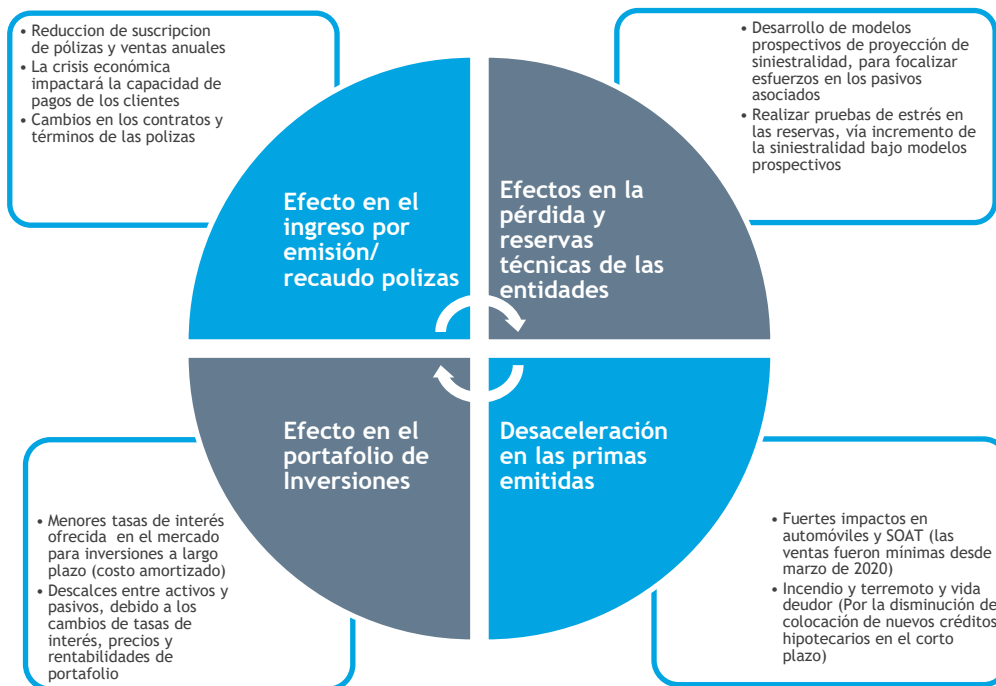 • Reduccion de suscripcion
de pólizas y ventas anuales
• La crisis económica
impactará la capacidad de
pagos de los clientes
• Cambios en los contratos y
términos de las polizas
• Desarrollo de modelos
prospectivos de proyección de
siniestralidad, para focalizar
esfuerzos en los pasivos
asociados
• Realizar pruebas de estrés en
las reservas, vía incremento de
la siniestralidad bajo modelos
prospectivos
Efecto en el
ingreso por
emisión/
recaudo polizas
Efectos en la
pérdida y
reservas
técnicas de las
entidades
Efecto en el
portafolio de
Inversiones
Desaceleración
en las primas
emitidas
• Menores tasas de interés
ofrecida en el mercado
para inversiones a largo
plazo (costo amortizado)
• Descalces entre activos y
pasivos, debido a los
cambios de tasas de
interés, precios y
rentabilidades de
portafolio
• Fuertes impactos en
automóviles y SOAT (las
ventas fueron mínimas desde
marzo de 2020)
• Incendio y terremoto y vida
deudor (Por la disminución de
colocación de nuevos créditos
hipotecarios en el corto
plazo)